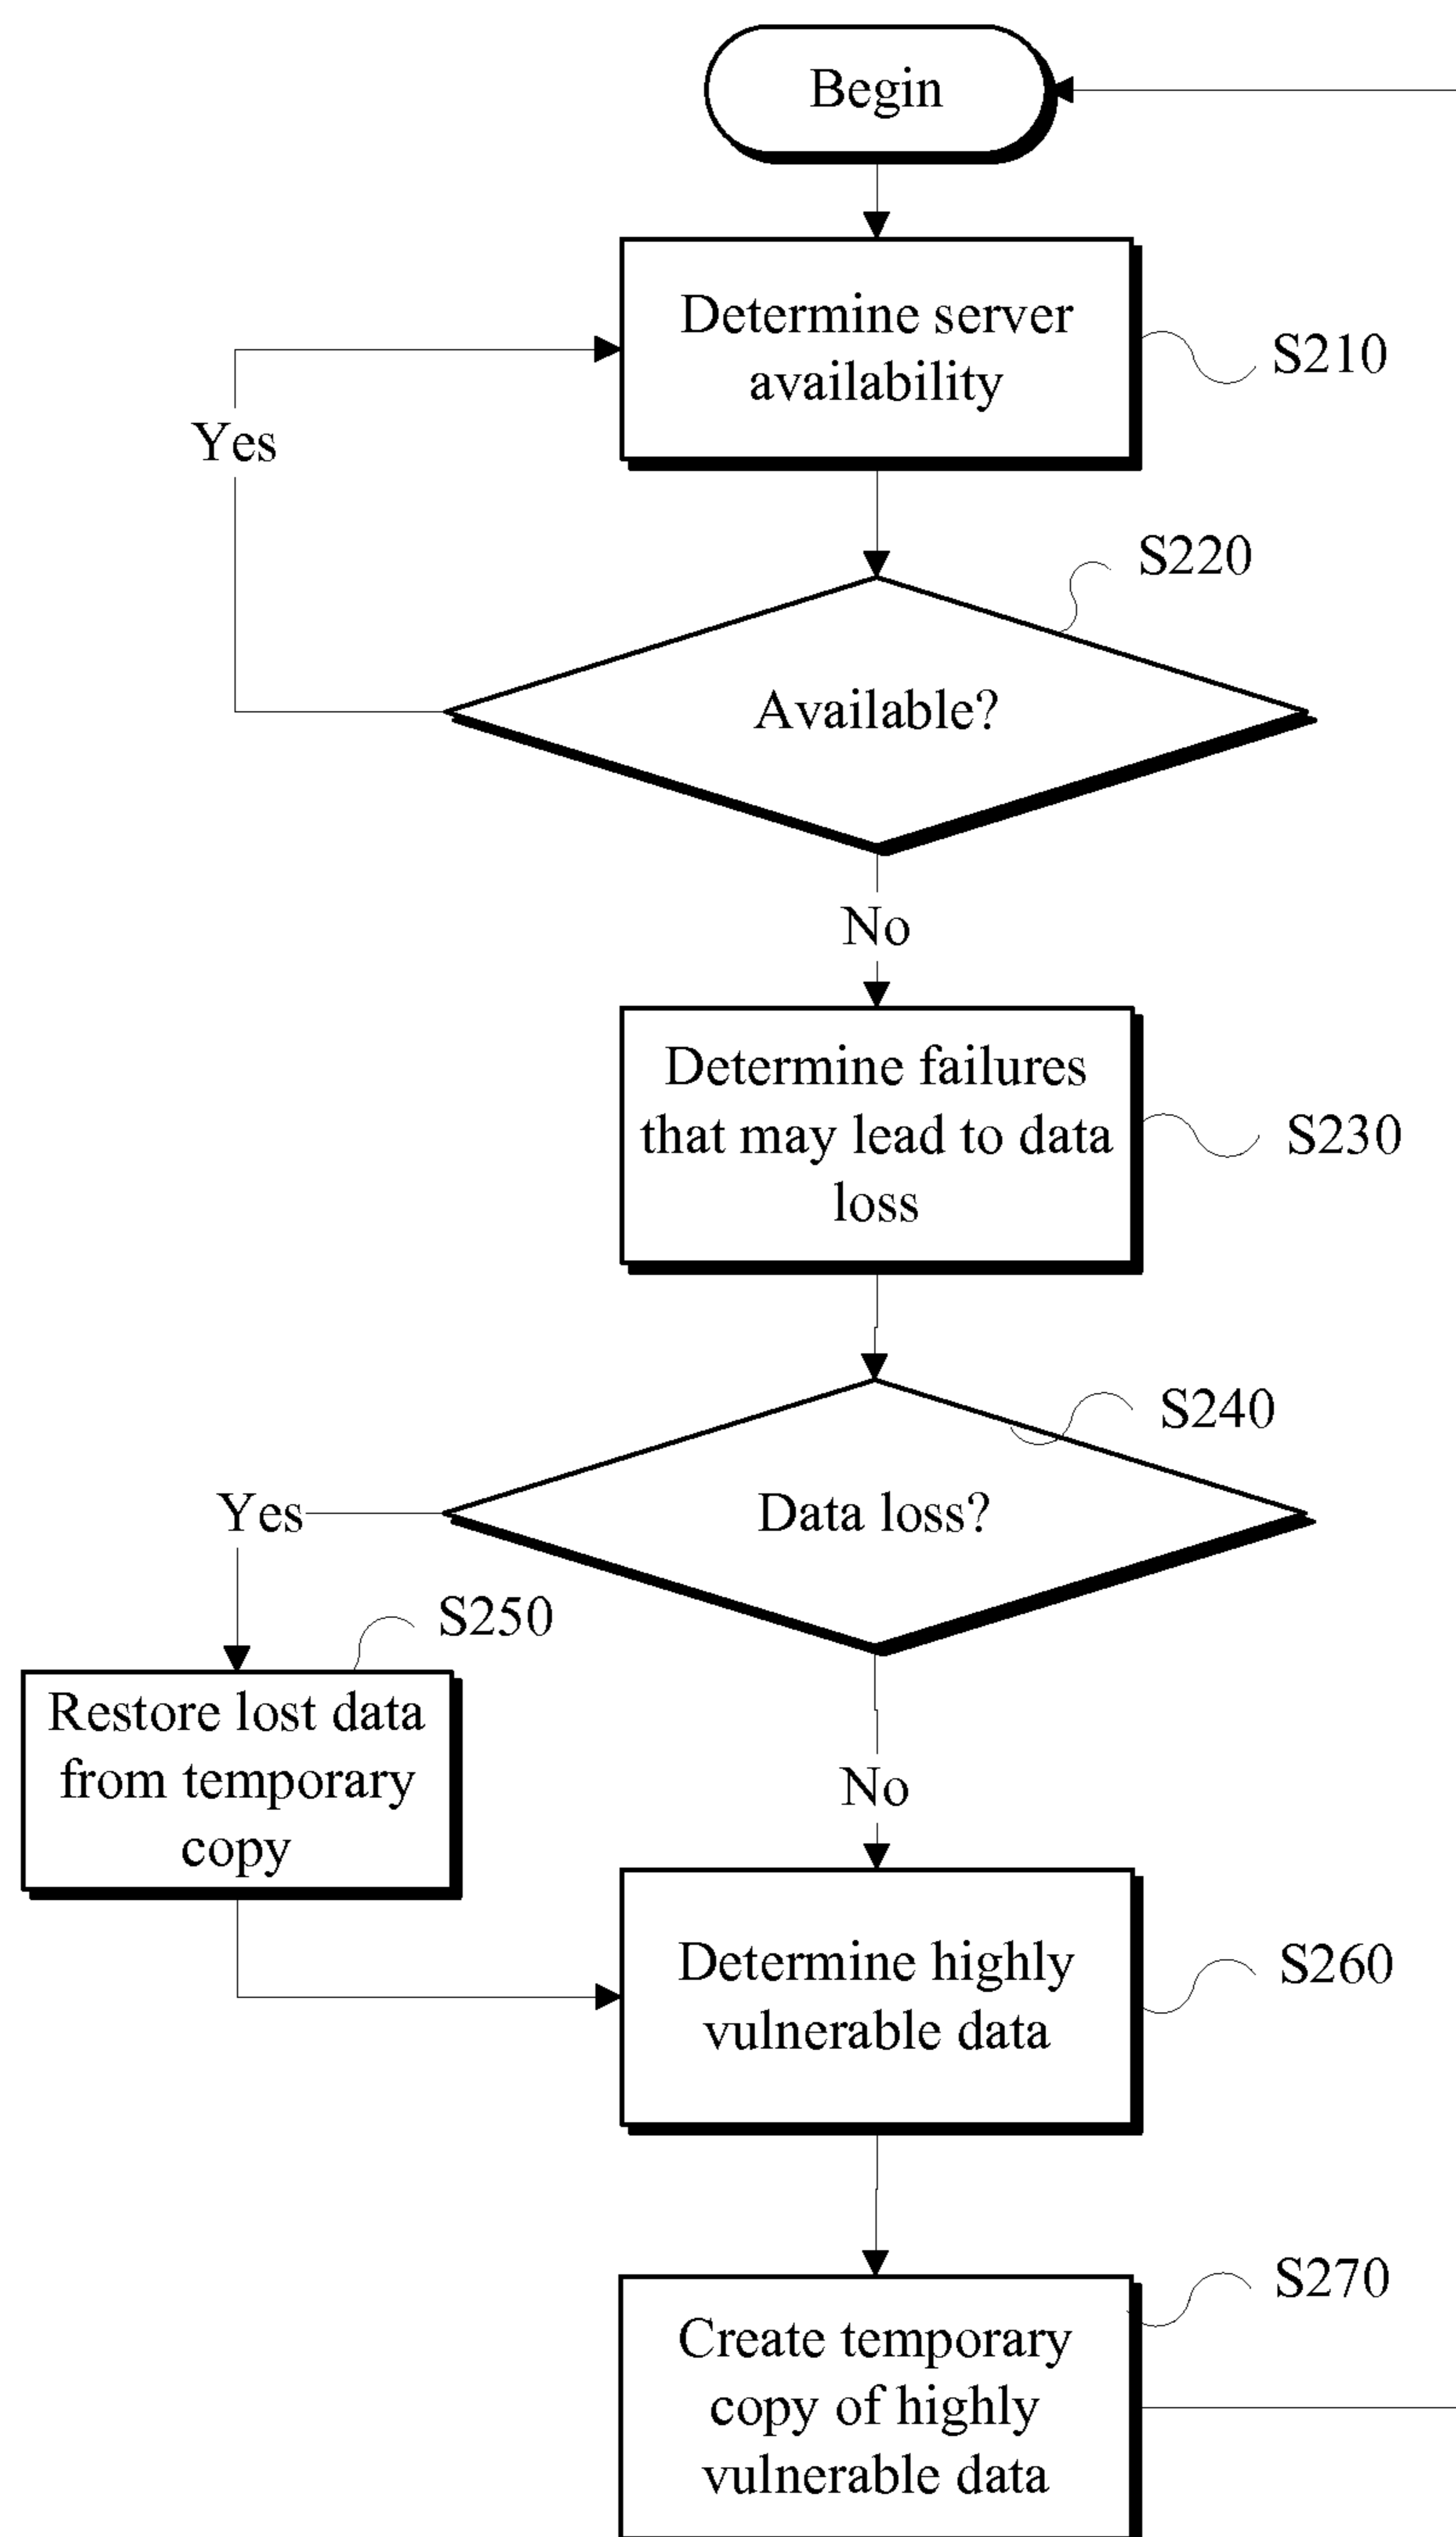 Begin
Determine server
availability
S210
Yes
S220
Available?
No
Determine failures
that may lead to data
loss
S230
S240
Data loss?
Yes
S250
Restore lost data
from temporary
copy
No
Determine highly
vulnerable data
S260
S270
Create temporary
copy of highly
vulnerable data